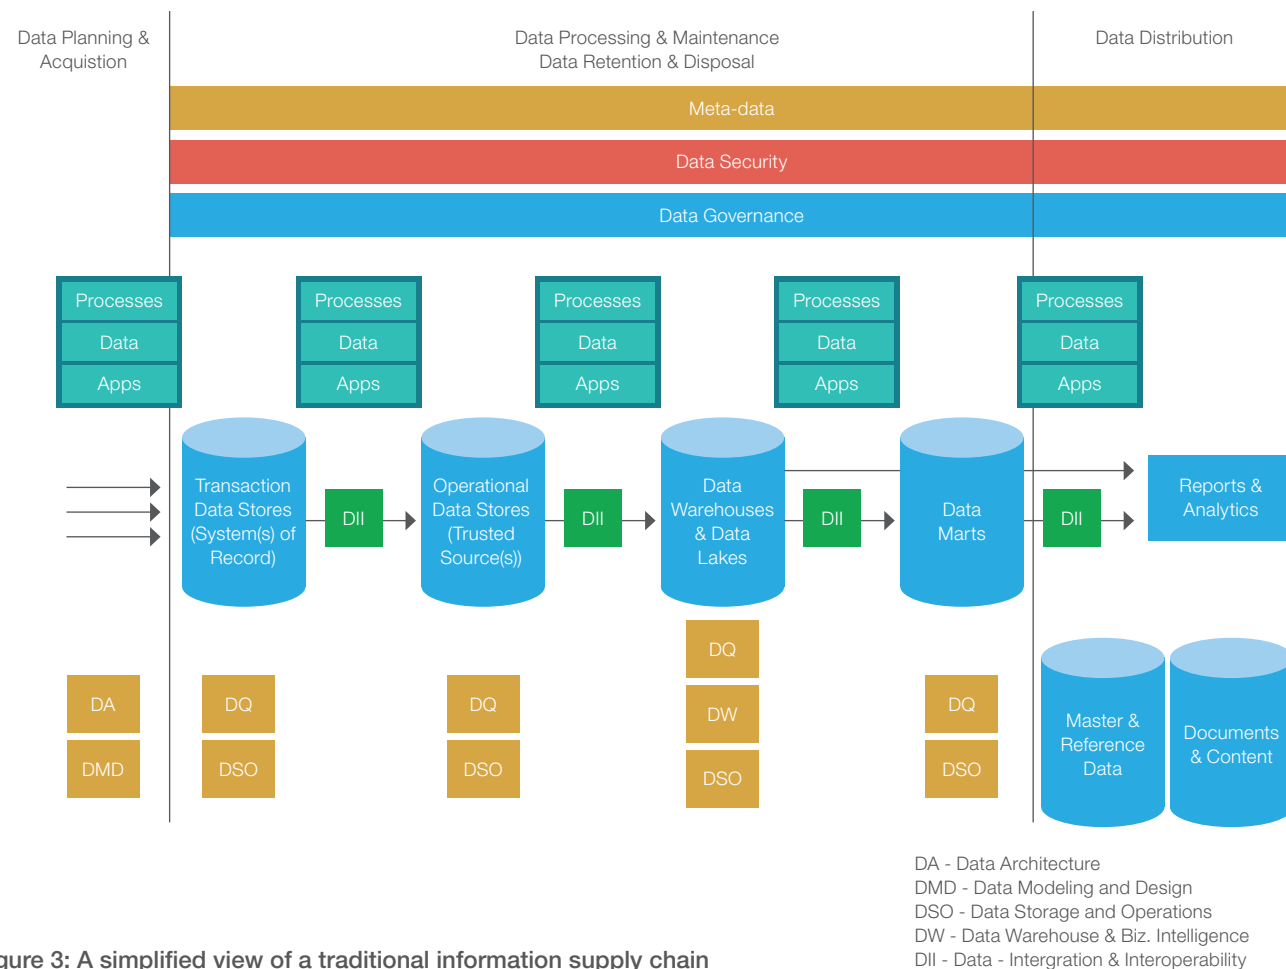 Data Planning &
Acquistion
Data Processing & Maintenance
Data Retention & Disposal
Data Distribution
Meta-data
Data Security
Data Governance
Processes
Data
Apps
Processes
Data
Apps
Processes
Data
Apps
Processes
Data
Apps
Processes
Data
Apps
Transaction
Data Stores
(System(s) of
Record)
DII
Operational
Data Stores
(Trusted
Source(s))
DII
Data
Warehouses
& Data
Lakes
DII
Data
Marts
DII
Reports &
Analytics
DA
DMD
DQ
DSO
DQ
DSO
DQ
DW
DSO
DQ
DSO
Master &
Reference
Data
Documents
& Content
DA - Data Architecture
DMD - Data Modeling and Design
DSO - Data Storage and Operations
DW - Data Warehouse & Biz. Intelligence
DII - Data - Intergration & Interoperability
gure 3: A simplified view of a traditional information supply chain